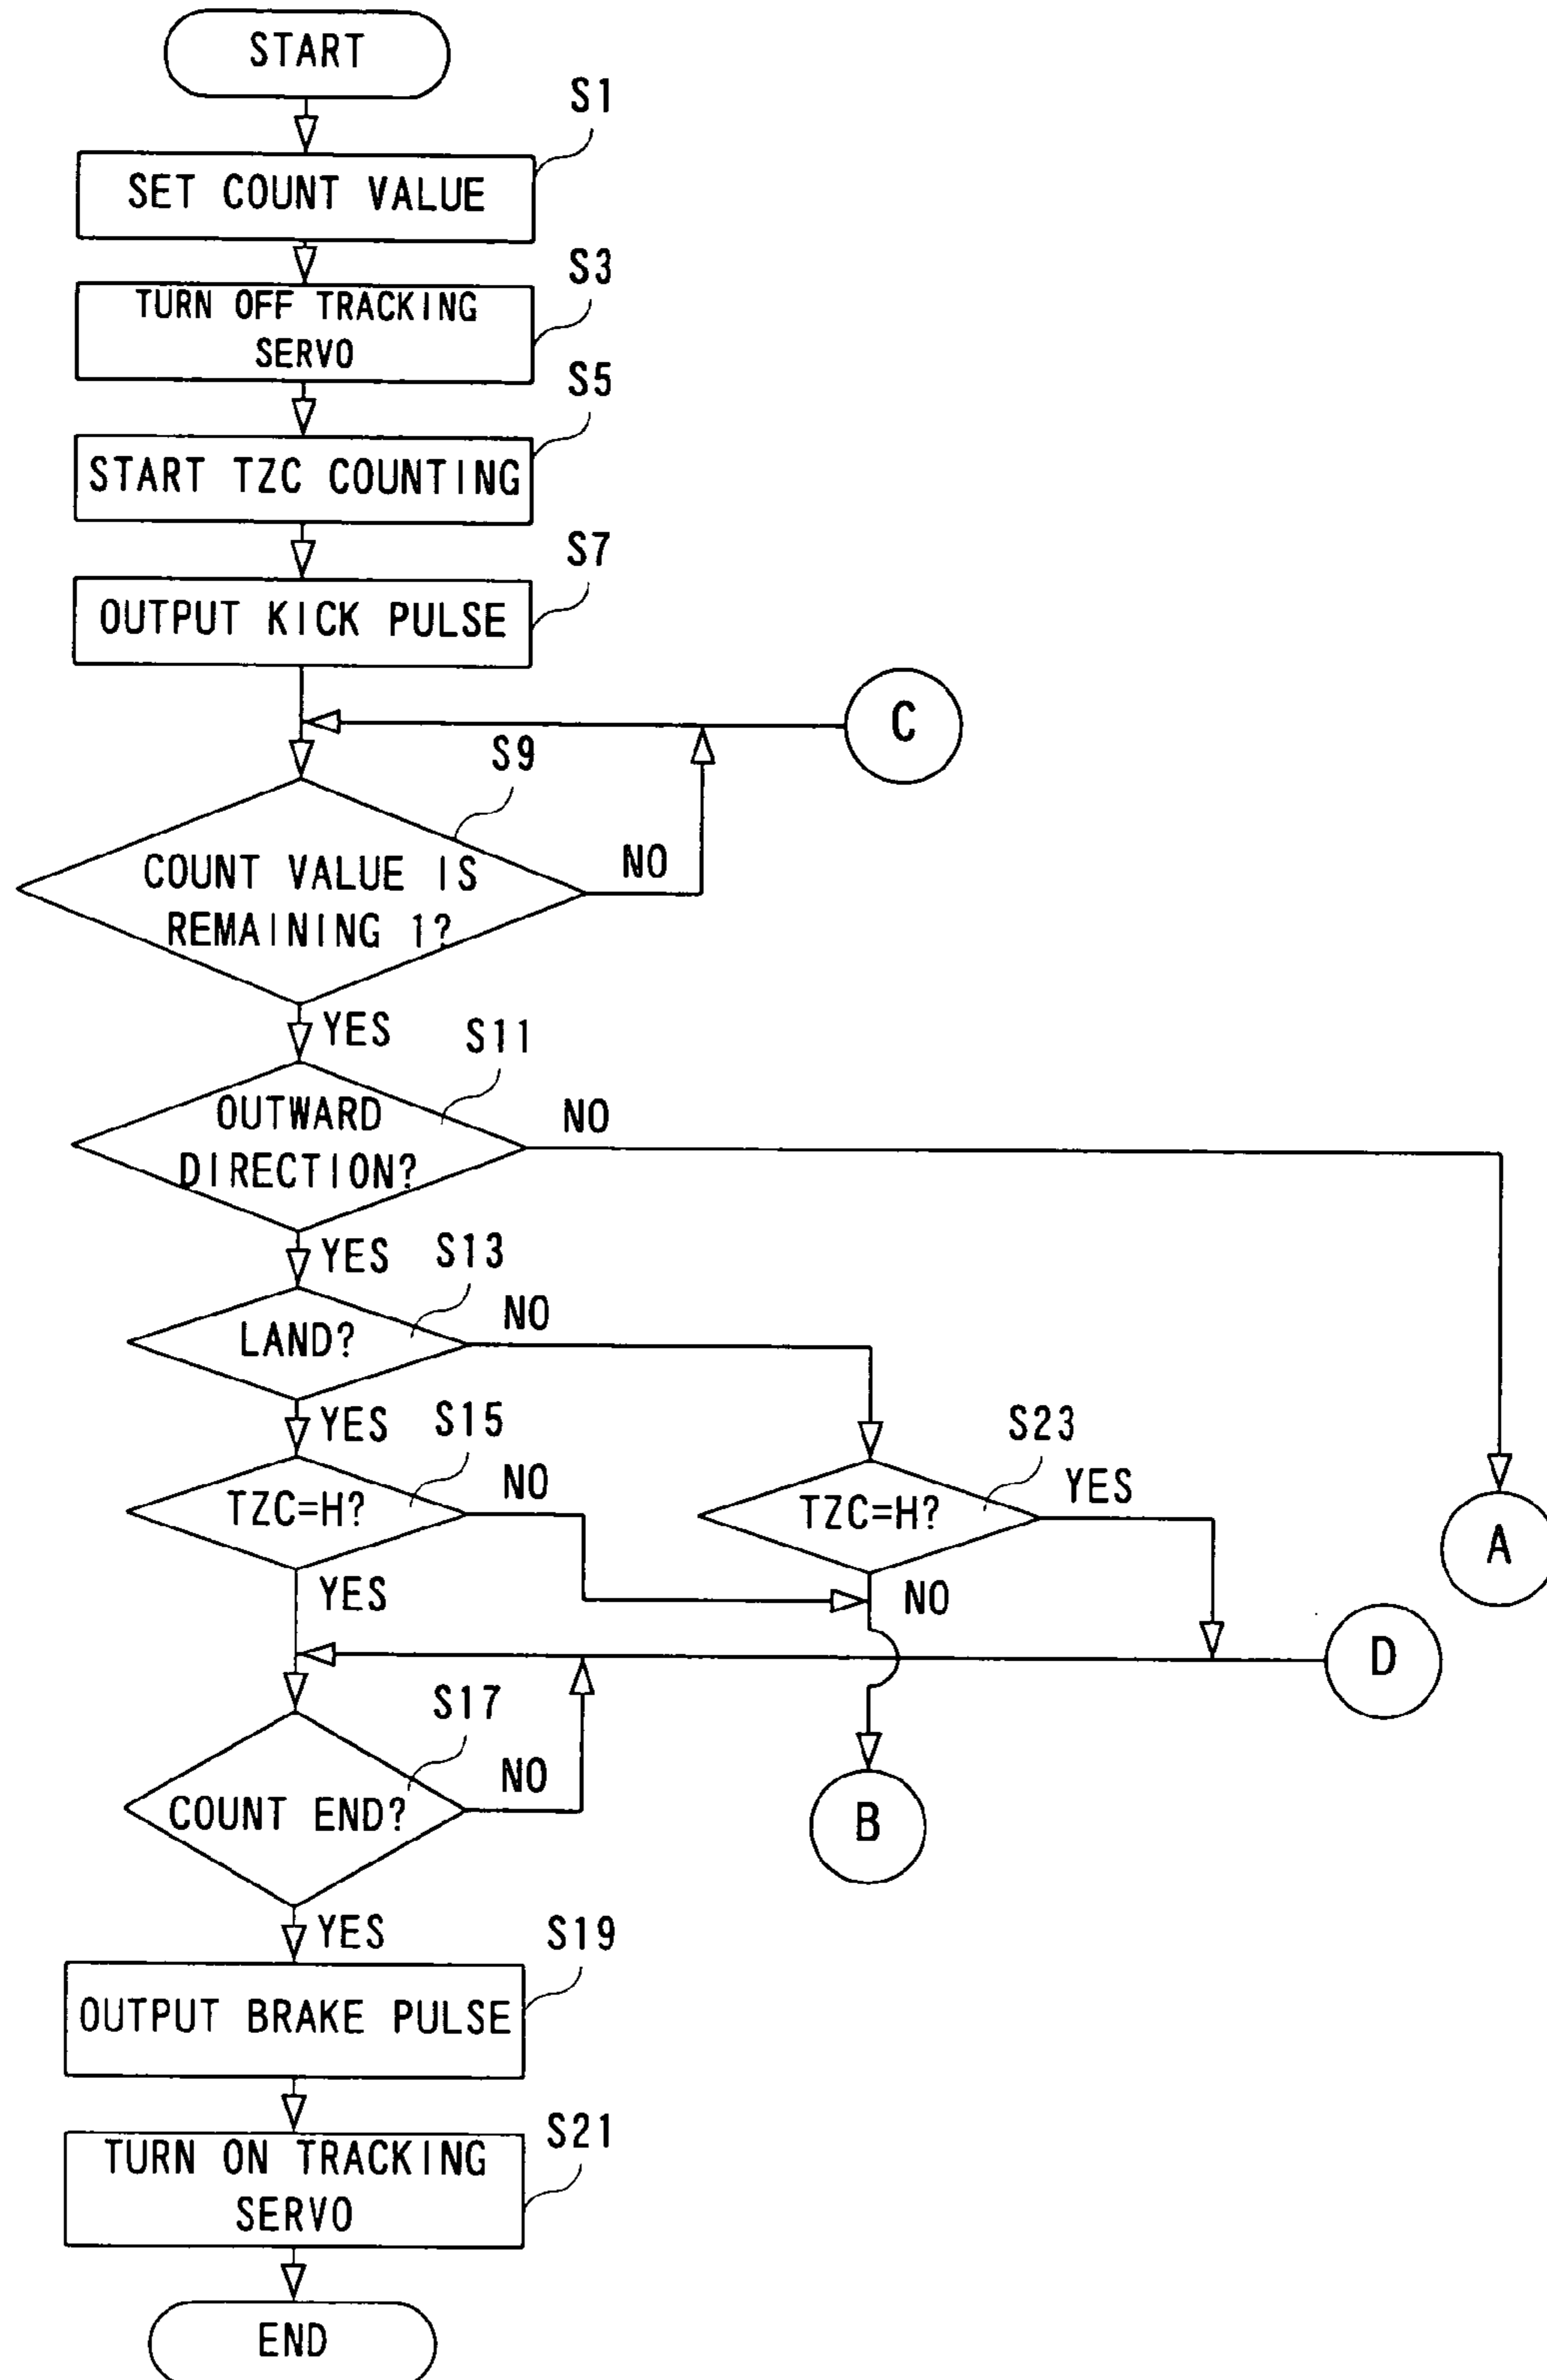 START
S1
SET COUNT VALUE
S3
TURN OFF TRACKING
SERVO
S5
START TZC COUNTING
S7
OUTPUT KICK PULSE
C
S9
COUNT VALUE IS
REMAINING 1?
NO
YES
S11
OUTWARD
DIRECTION?
NO
YES
S13
LAND?
NO
YES
S15
TZC=H?
NO
YES
S23
TZC=H?
YES
NO
A
D
S17
COUNT END?
NO
B
YES
S19
OUTPUT BRAKE PULSE
S21
TURN ON TRACKING
SERVO
END